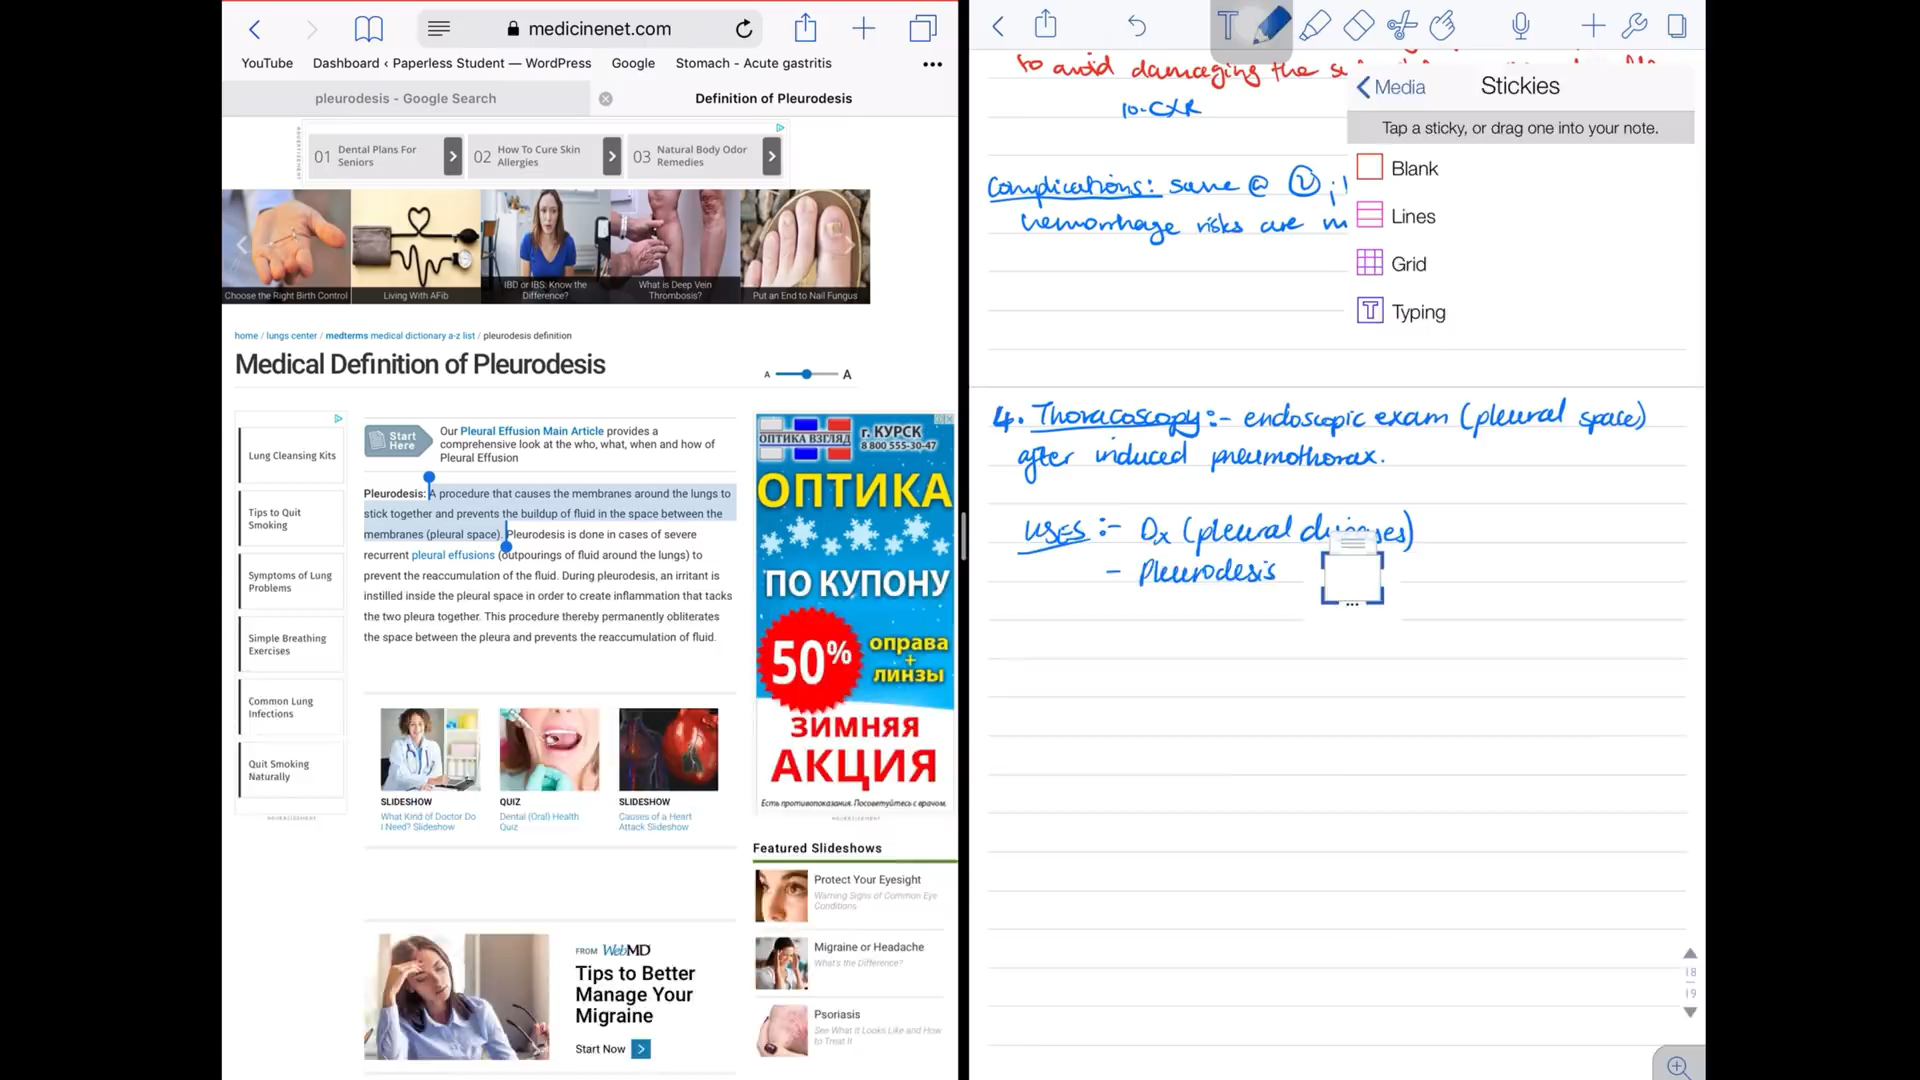 medicinenet.com
YouTube
Dashboard ‹ Paperless Student — WordPress
Google
Stomach - Acute gastritis
pleurodesis - Google Search
Definition of Pleurodesis
01 Dental Plans For
Seniors
02 How To Cure Skin
Allergies
03 Natural Body Odor
Remedies
Choose the Right Birth Control
Living With AFib
IBD or IBS: Know the
Difference?
What is Deep Vein
Thrombosis?
Put an End to Nail Fungus
home / lungs center / medterms medical dictionary a-z list / pleurodesis definition
Medical Definition of Pleurodesis
A A
Lung Cleansing Kits
Tips to Quit
Smoking
Symptoms of Lung
Problems
Simple Breathing
Exercises
Common Lung
Infections
Quit Smoking
Naturally
ADVERTISEMENT
Start
Here
Our Pleural Effusion Main Article provides a
comprehensive look at the who, what, when and how of
Pleural Effusion
Pleurodesis: A procedure that causes the membranes around the lungs to
stick together and prevents the buildup of fluid in the space between the
membranes (pleural space). Pleurodesis is done in cases of severe
recurrent pleural effusions (outpourings of fluid around the lungs) to
prevent the reaccumulation of the fluid. During pleurodesis, an irritant is
instilled inside the pleural space in order to create inflammation that tacks
the two pleura together. This procedure thereby permanently obliterates
the space between the pleura and prevents the reaccumulation of fluid.
SLIDESHOW
What Kind of Doctor Do
I Need? Slideshow
QUIZ
Dental (Oral) Health
Quiz
SLIDESHOW
Causes of a Heart
Attack Slideshow
FROM WebMD
Tips to Better
Manage Your
Migraine
Start Now
ОПТИКА ВЗГЛЯД
г. КУРСК
8 800 555-30-47
ОПТИКА
ПО КУПОНУ
50%
оправа
+
линзы
ЗИМНЯЯ
АКЦИЯ
Есть противопоказания. Посоветуйтесь с врачом.
ADVERTISEMENT
Featured Slideshows
Protect Your Eyesight
Warning Signs of Common Eye
Conditions
Migraine or Headache
What's the Difference?
Psoriasis
See What It Looks Like and How
to Treat It
to avoid damaging the
10-CXR
Complications: same @ 2 ;
hemorrhage risks are
Media
Stickies
Tap a sticky, or drag one into your note.
Blank
Lines
Grid
T Typing
4. Thoracoscopy:- endoscopic exam (pleural space)
after induced pneumothorax.
USES :- Dx (pleural
- Pleurodesis
18
19